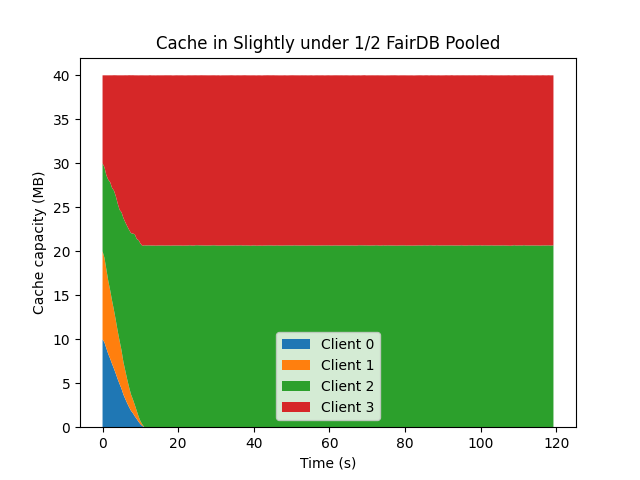 Cache in Slightly under 1/2 FairDB Pooled
Cache capacity (MB)
40
35
30
25
20
15
10
5
0
Client 0
Client 1
Client 2
Client 3
0 20 40 60 80 100 120
Time (s)